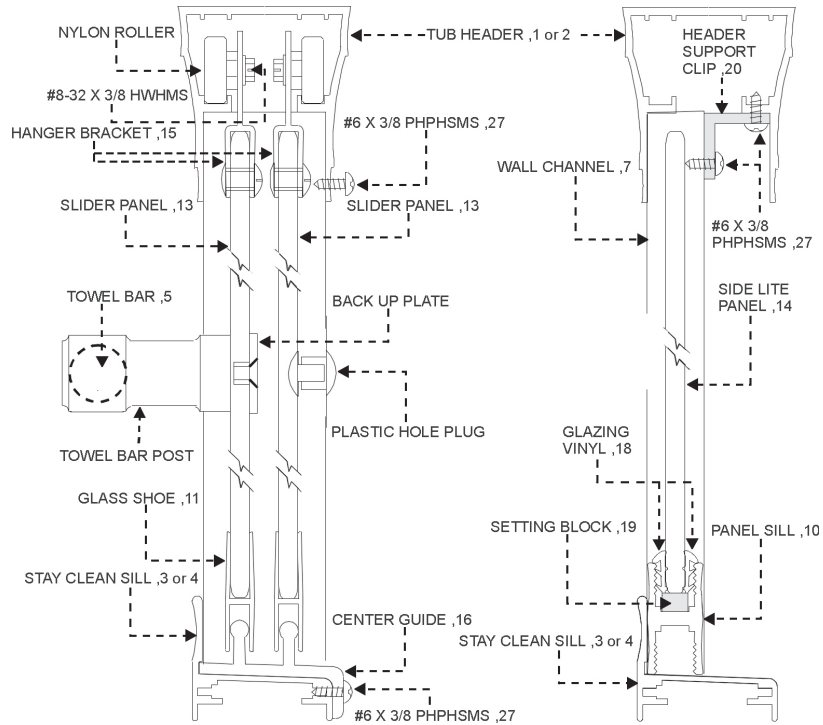 NYLON ROLLER
TUB HEADER ,1 or 2
HEADER
SUPPORT
CLIP ,20
#8-32 X 3/8 HWHMS
#6 X 3/8 PHPHSMS ,27
HANGER BRACKET ,15
WALL CHANNEL ,7
SLIDER PANEL ,13
SLIDER PANEL ,13
#6 X 3/8
PHPHSMS ,27
TOWEL BAR ,5
BACK UP PLATE
SIDE LITE
PANEL ,14
PLASTIC HOLE PLUG
GLAZING
VINYL ,18
TOWEL BAR POST
GLASS SHOE ,11
SETTING BLOCK ,19
PANEL SILL ,10
STAY CLEAN SILL ,3 or 4
CENTER GUIDE ,16
STAY CLEAN SILL ,3 or 4
#6 X 3/8 PHPHSMS ,27